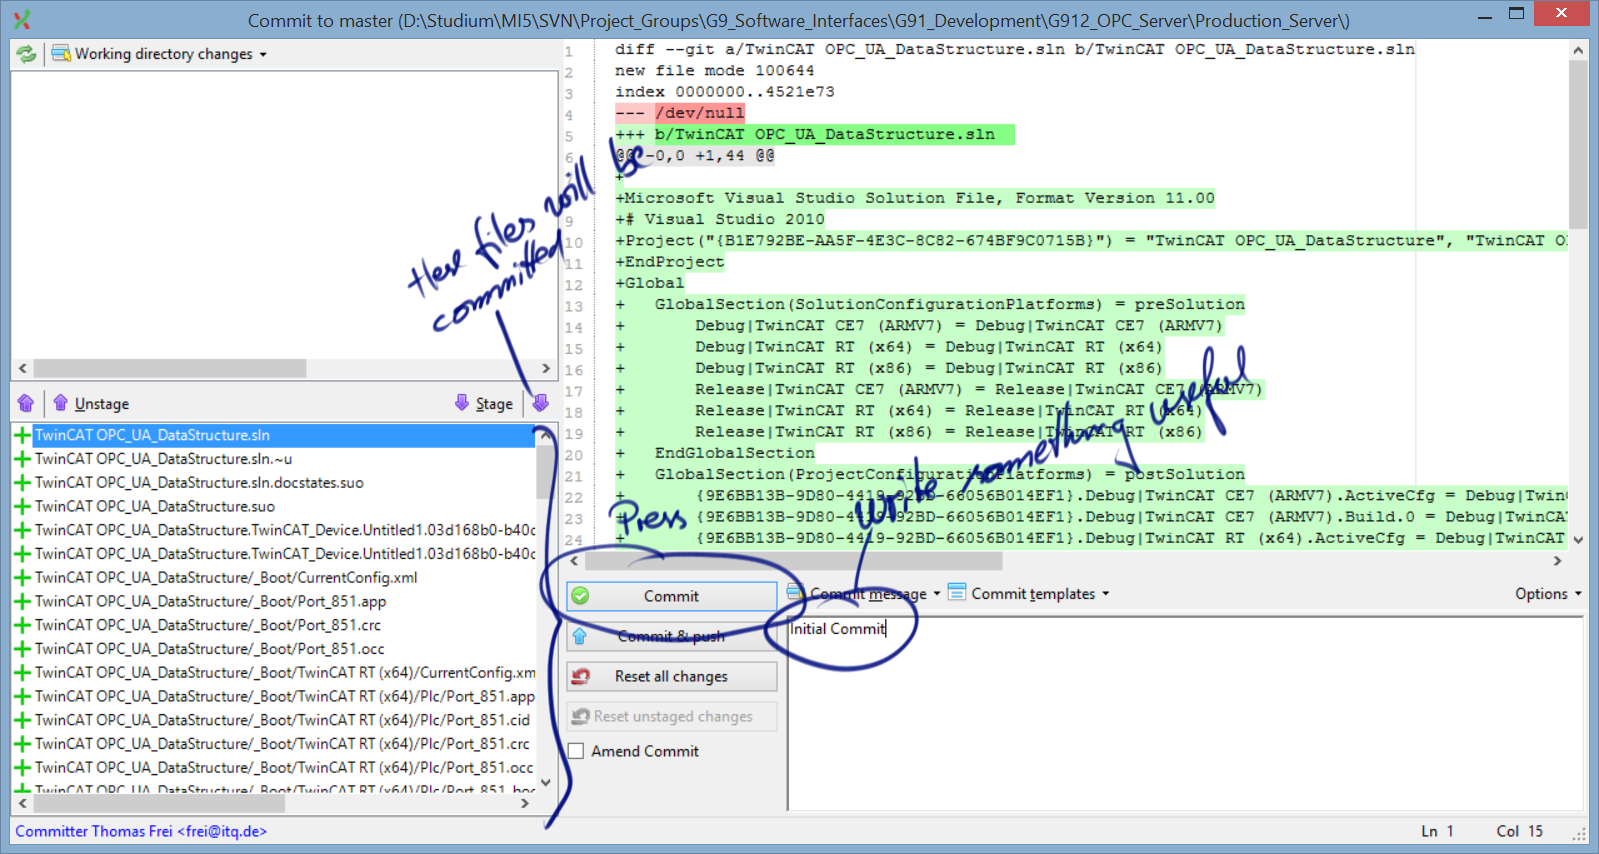 Commit to master (D:\Studium\MI5\SVN\Project_Groups\G9_Software_Interfaces\G91_Development\G912_OPC_Server\Production_Server\)
Working directory changes
Unstage
Stage
TwinCAT OPC_UA_DataStructure.sln
TwinCAT OPC_UA_DataStructure.sln.~u
TwinCAT OPC_UA_DataStructure.sln.docstates.suo
TwinCAT OPC_UA_DataStructure.suo
TwinCAT OPC_UA_DataStructure.TwinCAT_Device.Untitled1.03d168b0-b40c
TwinCAT OPC_UA_DataStructure.TwinCAT_Device.Untitled1.03d168b0-b40c
TwinCAT OPC_UA_DataStructure/_Boot/CurrentConfig.xml
TwinCAT OPC_UA_DataStructure/_Boot/Port_851.app
TwinCAT OPC_UA_DataStructure/_Boot/Port_851.crc
TwinCAT OPC_UA_DataStructure/_Boot/Port_851.occ
TwinCAT OPC_UA_DataStructure/_Boot/TwinCAT RT (x64)/CurrentConfig.xm
TwinCAT OPC_UA_DataStructure/_Boot/TwinCAT RT (x64)/Plc/Port_851.app
TwinCAT OPC_UA_DataStructure/_Boot/TwinCAT RT (x64)/Plc/Port_851.cid
TwinCAT OPC_UA_DataStructure/_Boot/TwinCAT RT (x64)/Plc/Port_851.crc
TwinCAT OPC_UA_DataStructure/_Boot/TwinCAT RT (x64)/Plc/Port_851.occ
TwinCAT OPC_UA_DataStructure/_Boot/TwinCAT RT (x64)/Plc/Port_851.boo
Committer Thomas Frei <frei@itq.de>
files will be
committed
1 diff --git a/TwinCAT OPC_UA_DataStructure.sln b/TwinCAT OPC_UA_DataStructure.sln
2 new file mode 100644
3 index 0000000..4521e73
4 --- /dev/null
5 +++ b/TwinCAT OPC_UA_DataStructure.sln
6 @@ -0,0 +1,44 @@
+
+Microsoft Visual Studio Solution File, Format Version 11.00
9 +# Visual Studio 2010
10 +Project("{B1E792BE-AA5F-4E3C-8C82-674BF9C0715B}") = "TwinCAT OPC_UA_DataStructure", "TwinCAT OP
11 +EndProject
12 +Global
13 + GlobalSection(SolutionConfigurationPlatforms) = preSolution
14 + Debug|TwinCAT CE7 (ARMV7) = Debug|TwinCAT CE7 (ARMV7)
15 + Debug|TwinCAT RT (x64) = Debug|TwinCAT RT (x64)
16 + Debug|TwinCAT RT (x86) = Debug|TwinCAT RT (x86)
17 + Release|TwinCAT CE7 (ARMV7) = Release|TwinCAT CE7 (ARMV7)
18 + Release|TwinCAT RT (x64) = Release|TwinCAT RT (x64)
19 + Release|TwinCAT RT (x86) = Release|TwinCAT RT (x86)
20 + EndGlobalSection
21 + GlobalSection(ProjectConfigurationPlatforms) = postSolution
22 + {9E6BB13B-9D80-4419-92BD-66056B014EF1}.Debug|TwinCAT CE7 (ARMV7).ActiveCfg = Debug|Twin
23 + {9E6BB13B-9D80-4419-92BD-66056B014EF1}.Debug|TwinCAT CE7 (ARMV7).Build.0 = Debug|TwinCAT
24 + {9E6BB13B-9D80-4419-92BD-66056B014EF1}.Debug|TwinCAT RT (x64).ActiveCfg = Debug|TwinCAT
Press
write something useful
Commit
Commit & push
Reset all changes
Reset unstaged changes
Amend Commit
Commit message
Commit templates
Options
Initial Commit
Ln 1 Col 15